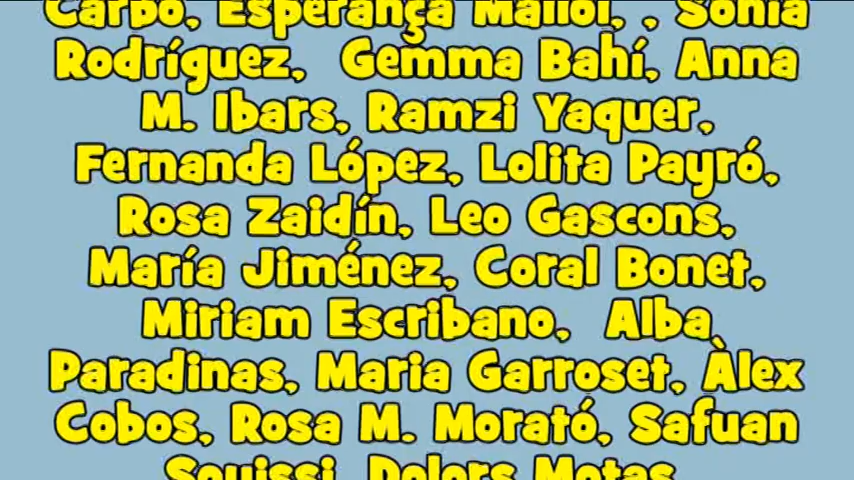 Carbó, Esperança Mallol, , Sònia
Rodríguez,  Gemma Bahí, Anna
M. Ibars, Ramzi Yaquer,
Fernanda López, Lolita Payró,
Rosa Zaidín, Leo Gascons,
María Jiménez, Coral Bonet,
Miriam Escribano,  Alba
Paradinas, Maria Garroset, Àlex
Cobos, Rosa M. Morató, Safuan
Souissi, Dolors Motas